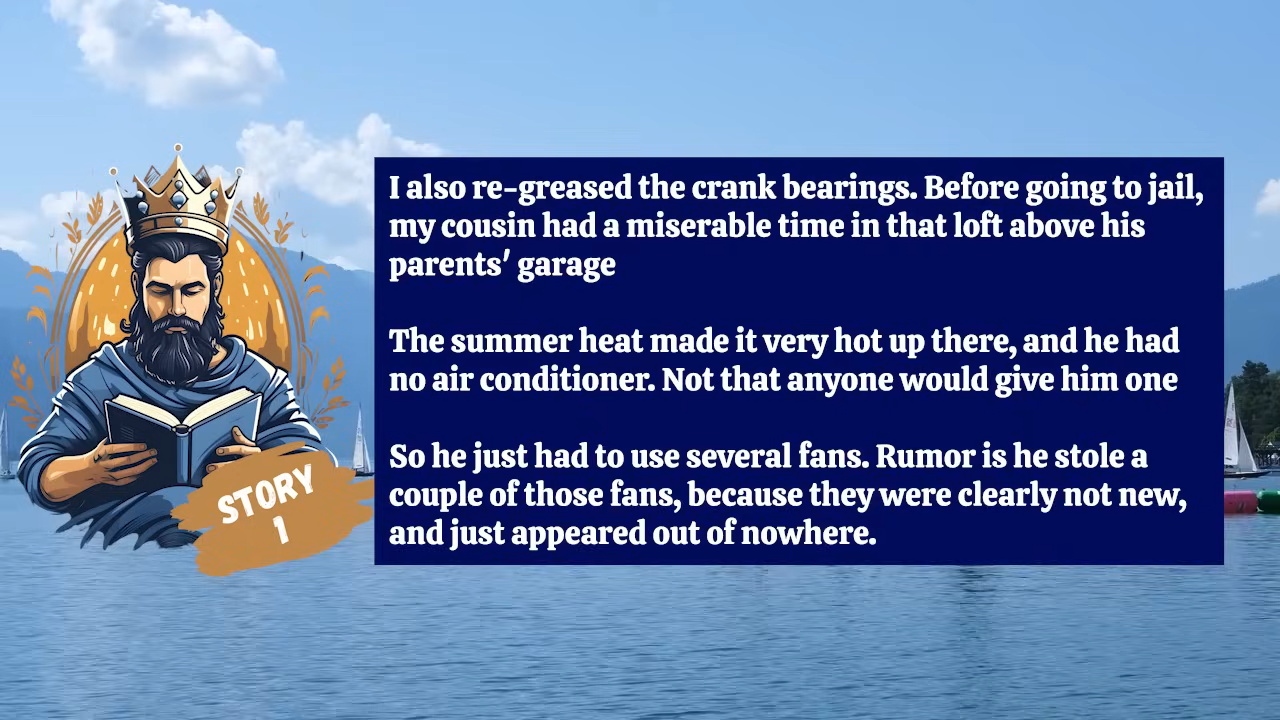 I also re-greased the crank bearings. Before going to jail,
my cousin had a miserable time in that loft above his
parents' garage
The summer heat made it very hot up there, and he had
no air conditioner. Not that anyone would give him one
So he just had to use several fans. Rumor is he stole a
couple of those fans, because they were clearly not new,
and just appeared out of nowhere.
STORY
1